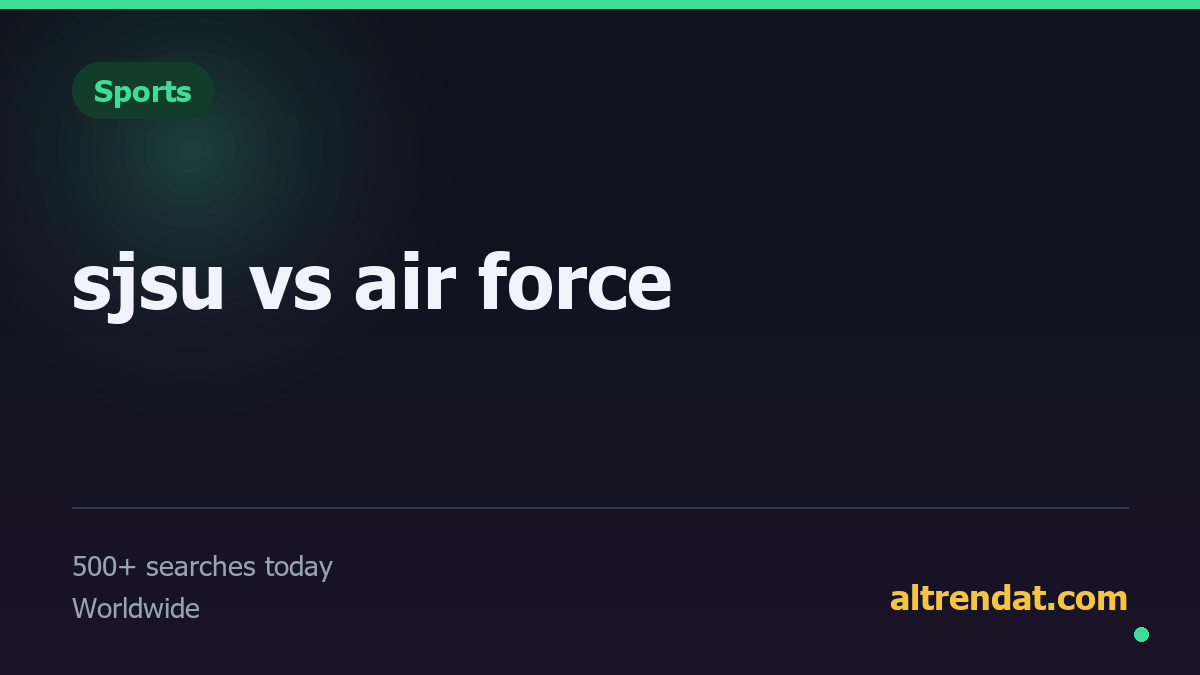 Sports
sjsu vs air force
500+ searches today
Worldwide
altrendat.com